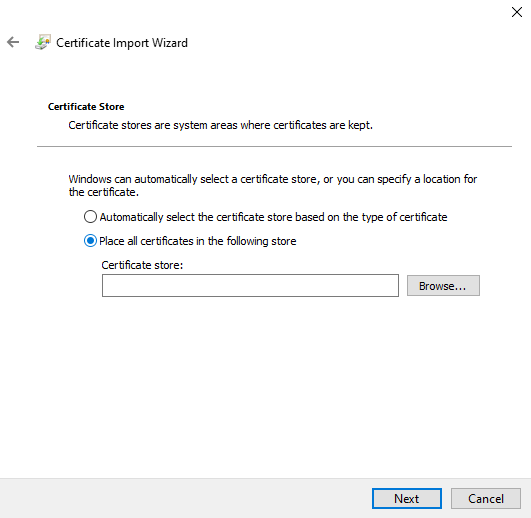 Certificate Import Wizard
Certificate Store
Certificate stores are system areas where certificates are kept.
Windows can automatically select a certificate store, or you can specify a location for
the certificate.
Automatically select the certificate store based on the type of certificate
Place all certificates in the following store
Certificate store:
Browse...
Next
Cancel